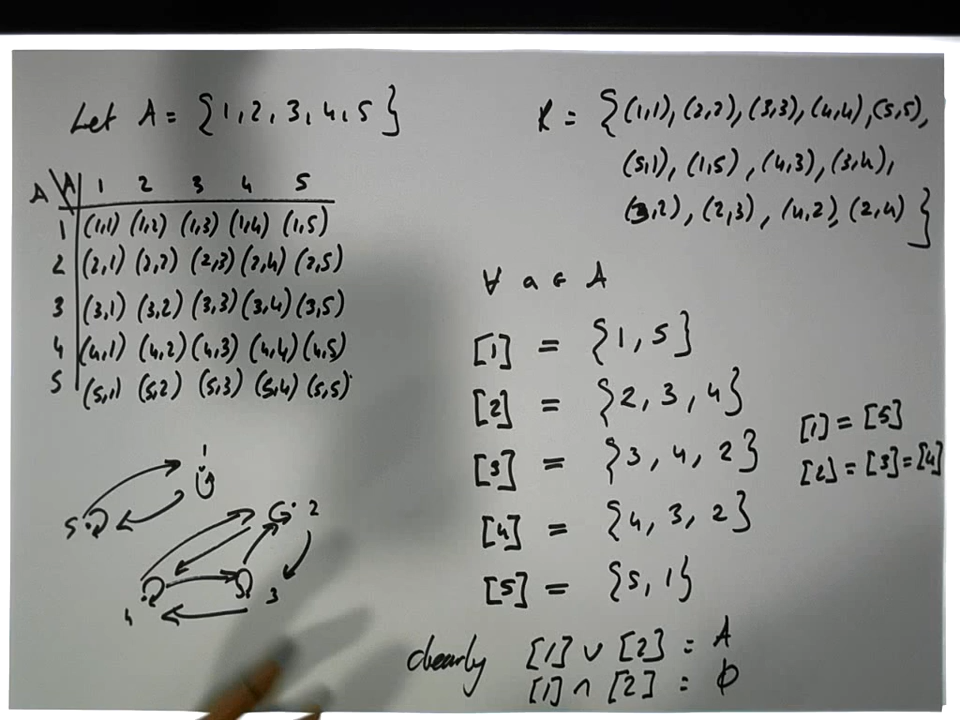 Let A = {1, 2, 3, 4, 5}
A \ A 1 2 3 4 5
1 (1,1) (1,2) (1,3) (1,4) (1,5)
2 (2,1) (2,2) (2,3) (2,4) (2,5)
3 (3,1) (3,2) (3,3) (3,4) (3,5)
4 (4,1) (4,2) (4,3) (4,4) (4,5)
5 (5,1) (5,2) (5,3) (5,4) (5,5)
1
5
2
4
3
R = {(1,1), (2,2), (3,3), (4,4), (5,5),
(5,1), (1,5), (4,3), (3,4),
(3,2), (2,3), (4,2), (2,4)}
∀ a ∈ A
[1] = {1, 5}
[2] = {2, 3, 4}
[3] = {3, 4, 2}
[4] = {4, 3, 2}
[5] = {5, 1}
[1] = [5]
[2] = [3] = [4]
clearly [1] ∪ [2] = A
[1] ∩ [2] = ϕ